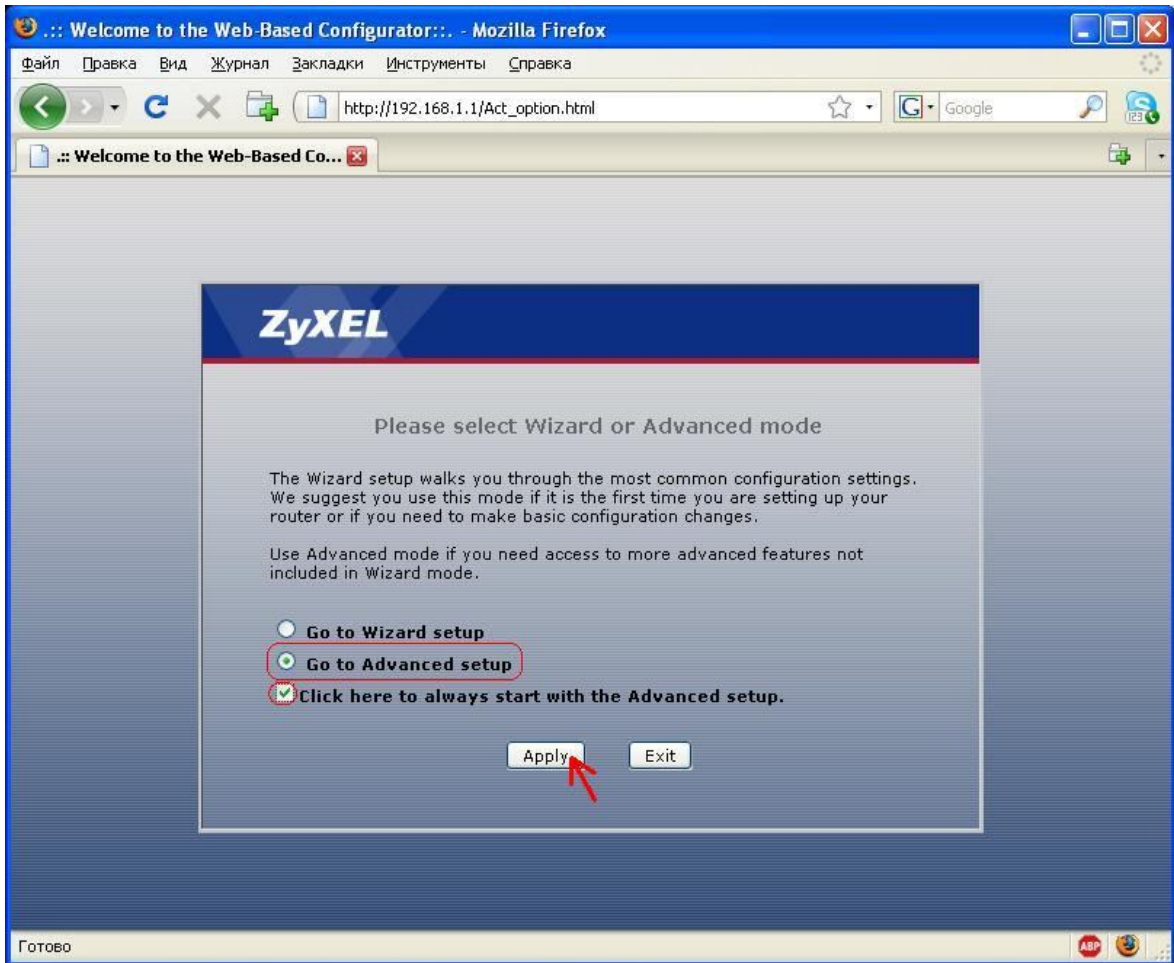 .:: Welcome to the Web-Based Configurator::. - Mozilla Firefox
Файл Правка Вид Журнал Закладки Инструменты Справка
http://192.168.1.1/Act_option.html
G Google
123
.:: Welcome to the Web-Based Co...
ZyXEL
Please select Wizard or Advanced mode
The Wizard setup walks you through the most common configuration settings.
We suggest you use this mode if it is the first time you are setting up your
router or if you need to make basic configuration changes.
Use Advanced mode if you need access to more advanced features not
included in Wizard mode.
Go to Wizard setup
Go to Advanced setup
Click here to always start with the Advanced setup.
Apply Exit
Готово
ABP